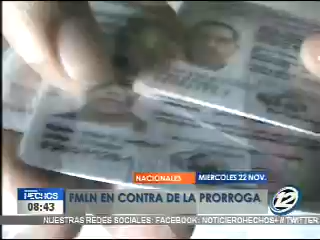 NACIONALES
MIERCOLES 22 NOV.
HECHOS
08:43
FMLN EN CONTRA DE LA PRORROGA
12
NUESTRAS REDES SOCIALES: FACEBOOK: NOTICIEROHECHOS+# TWITTER